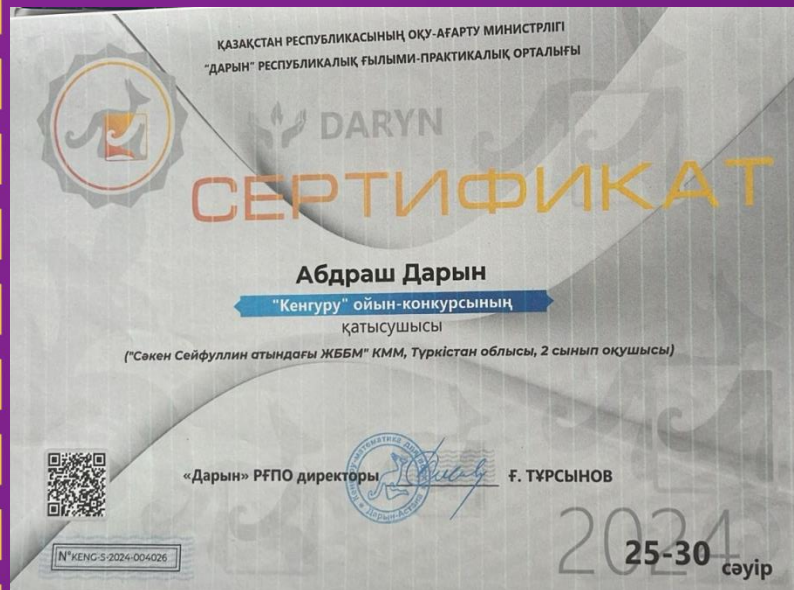 ҚАЗАҚСТАН РЕСПУБЛИКАСЫНЫҢ ОҚУ-АҒАРТУ МИНИСТРЛІГІ
"ДАРЫН" РЕСПУБЛИКАЛЫҚ ҒЫЛЫМИ-ПРАКТИКАЛЫҚ ОРТАЛЫҒЫ
DARYN
СЕРТИФИКАТ
Абдраш Дарын
"Кенгуру" ойын-конкурсының
қатысушысы
("Сәкен Сейфуллин атындағы ЖББМ" КММ, Түркістан облысы, 2 сынып оқушысы)
«Дарын» РҒПО директоры Ғ. ТҰРСЫНОВ
N°KENG-S-2024-004026
2024
25-30 сәуір